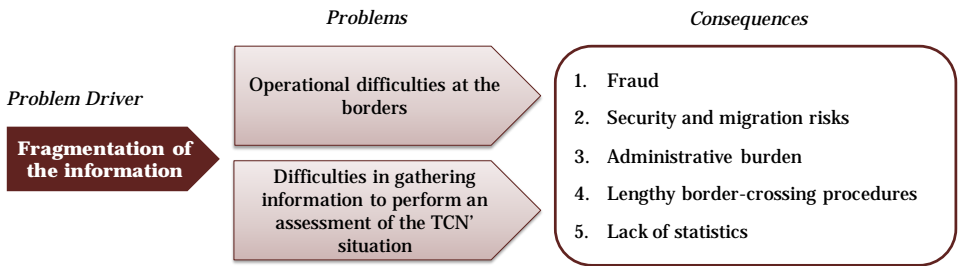 Problems
Consequences
Problem Driver
Fragmentation of
the information
Operational difficulties at the
borders
Difficulties in gathering
information to perform an
assessment of the TCN'
situation
1. Fraud
2. Security and migration risks
3. Administrative burden
4. Lengthy border-crossing procedures
5. Lack of statistics